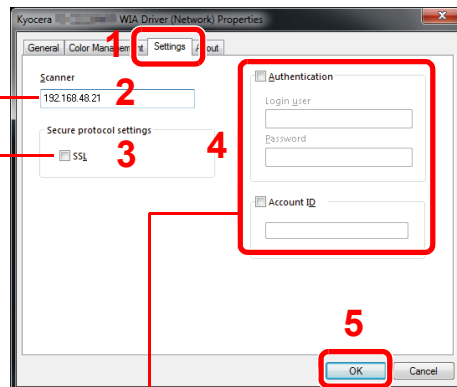 Kyocera WIA Driver (Network) Properties
General Color Management Settings About
1
Scanner
192.168.48.21
2
Secure protocol settings
SSL
3
4
Authentication
Login user
Password
Account ID
5
OK Cancel